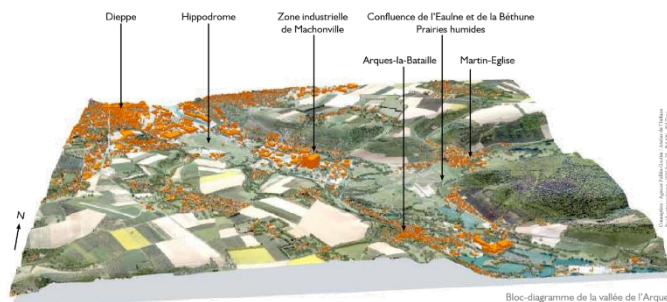 Dieppe
Hippodrome
Zone industrielle
de Machonville
Confluence de l'Eaulne et de la Béthune
Prairies humides
Arques-la-Bataille
Martin-Eglise
N
Bloc-diagramme de la vallée de l'Arques